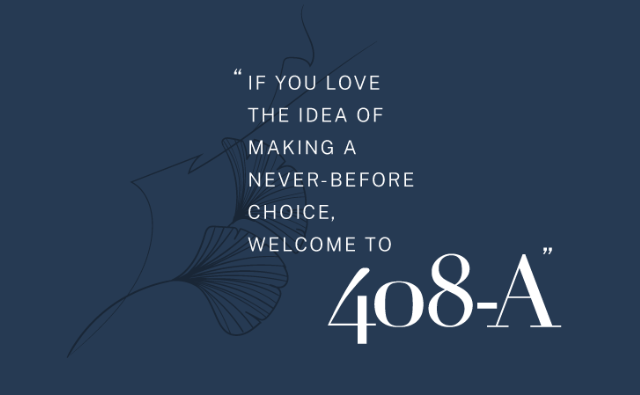 “IF YOU LOVE
THE IDEA OF
MAKING A
NEVER-BEFORE
CHOICE,
WELCOME TO
408-A”